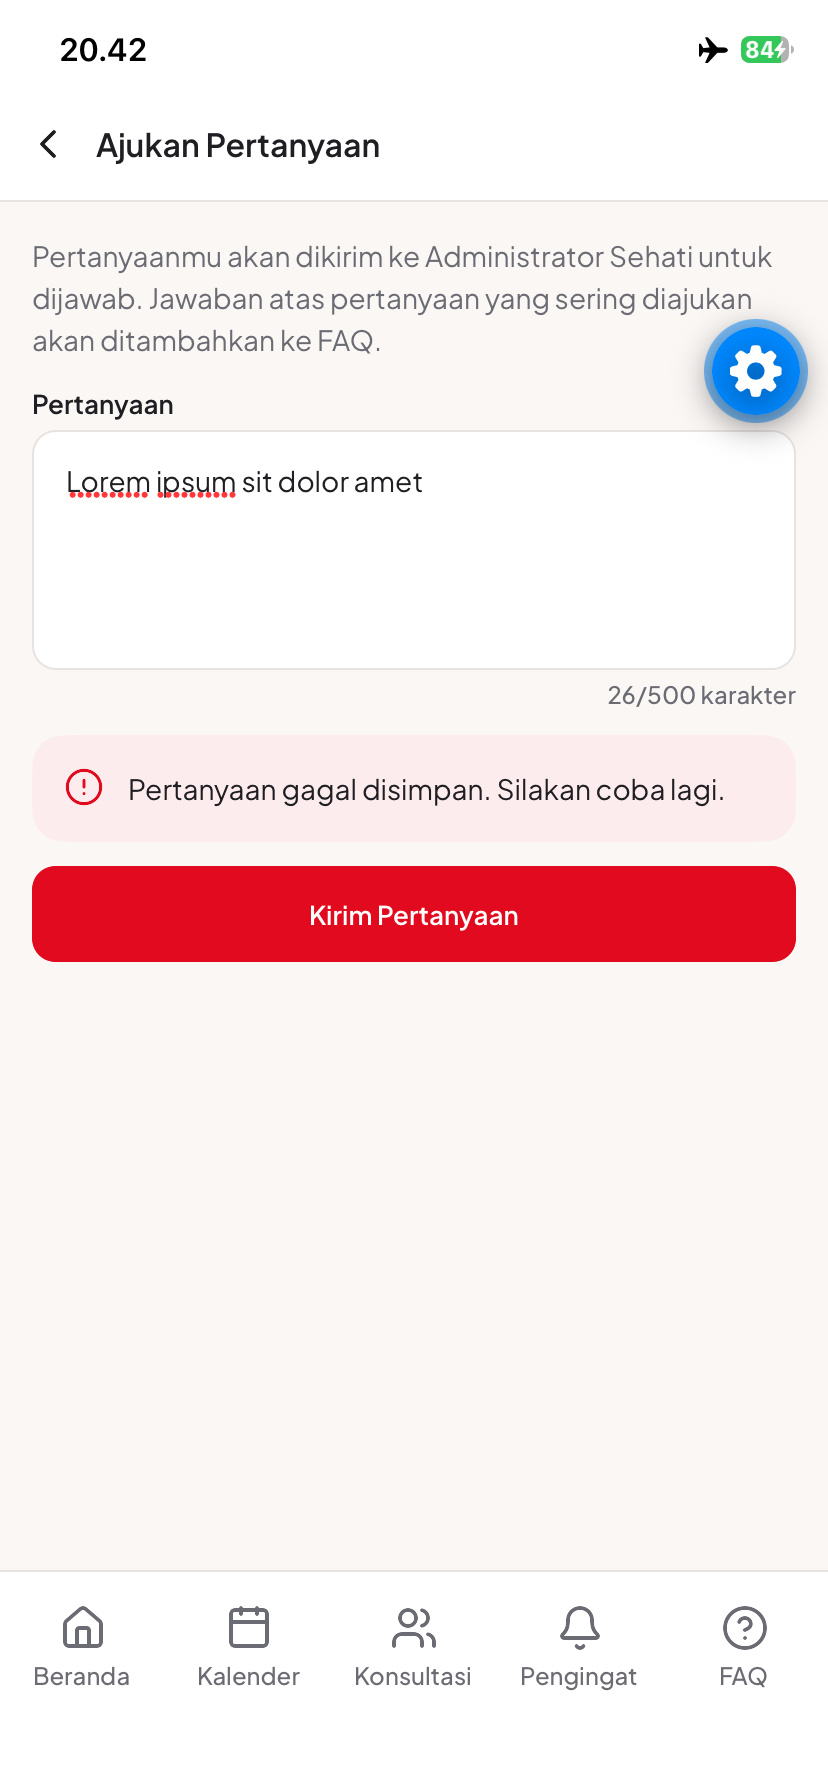 20.42
84
Ajukan Pertanyaan
Pertanyaanmu akan dikirim ke Administrator Sehati untuk
dijawab. Jawaban atas pertanyaan yang sering diajukan
akan ditambahkan ke FAQ.
Pertanyaan
Lorem ipsum sit dolor amet
26/500 karakter
Pertanyaan gagal disimpan. Silakan coba lagi.
Kirim Pertanyaan
Beranda
Kalender
Konsultasi
Pengingat
FAQ